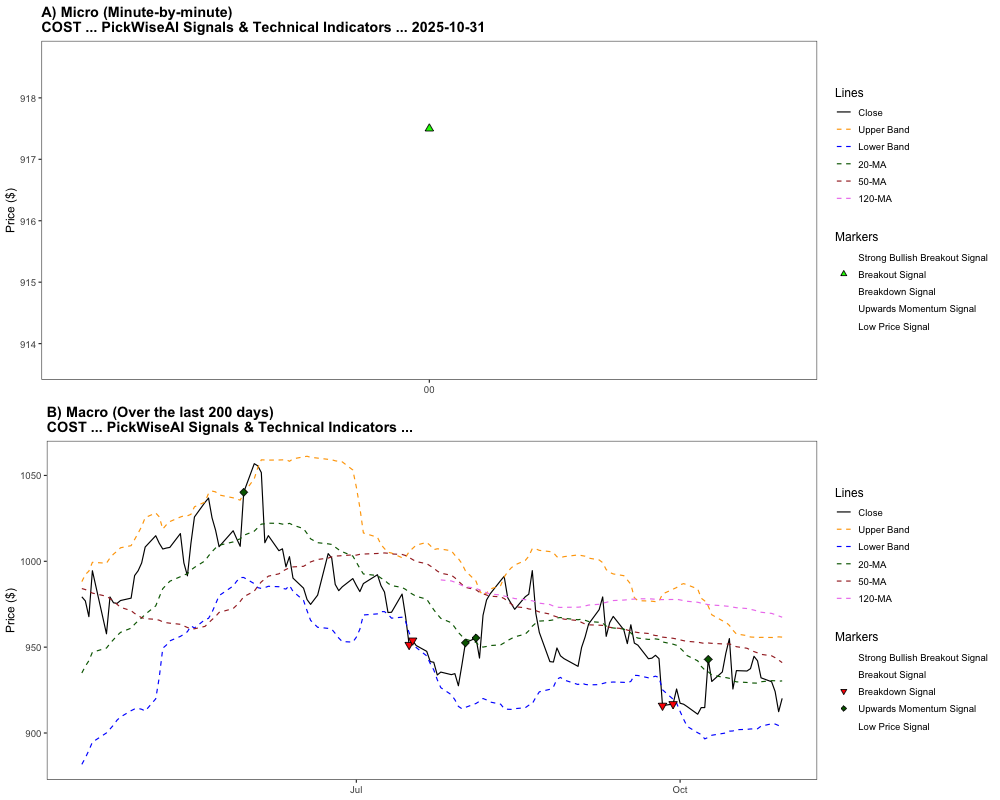 A) Micro (Minute-by-minute)
COST ... PickWiseAI Signals & Technical Indicators ... 2025-10-31
Price ($)
918
917
916
915
914
00
Lines
Close
Upper Band
Lower Band
20-MA
50-MA
120-MA
Markers
Strong Bullish Breakout Signal
Breakout Signal
Breakdown Signal
Upwards Momentum Signal
Low Price Signal
B) Macro (Over the last 200 days)
COST ... PickWiseAI Signals & Technical Indicators ...
Price ($)
1050
1000
950
900
Jul
Oct
Lines
Close
Upper Band
Lower Band
20-MA
50-MA
120-MA
Markers
Strong Bullish Breakout Signal
Breakout Signal
Breakdown Signal
Upwards Momentum Signal
Low Price Signal